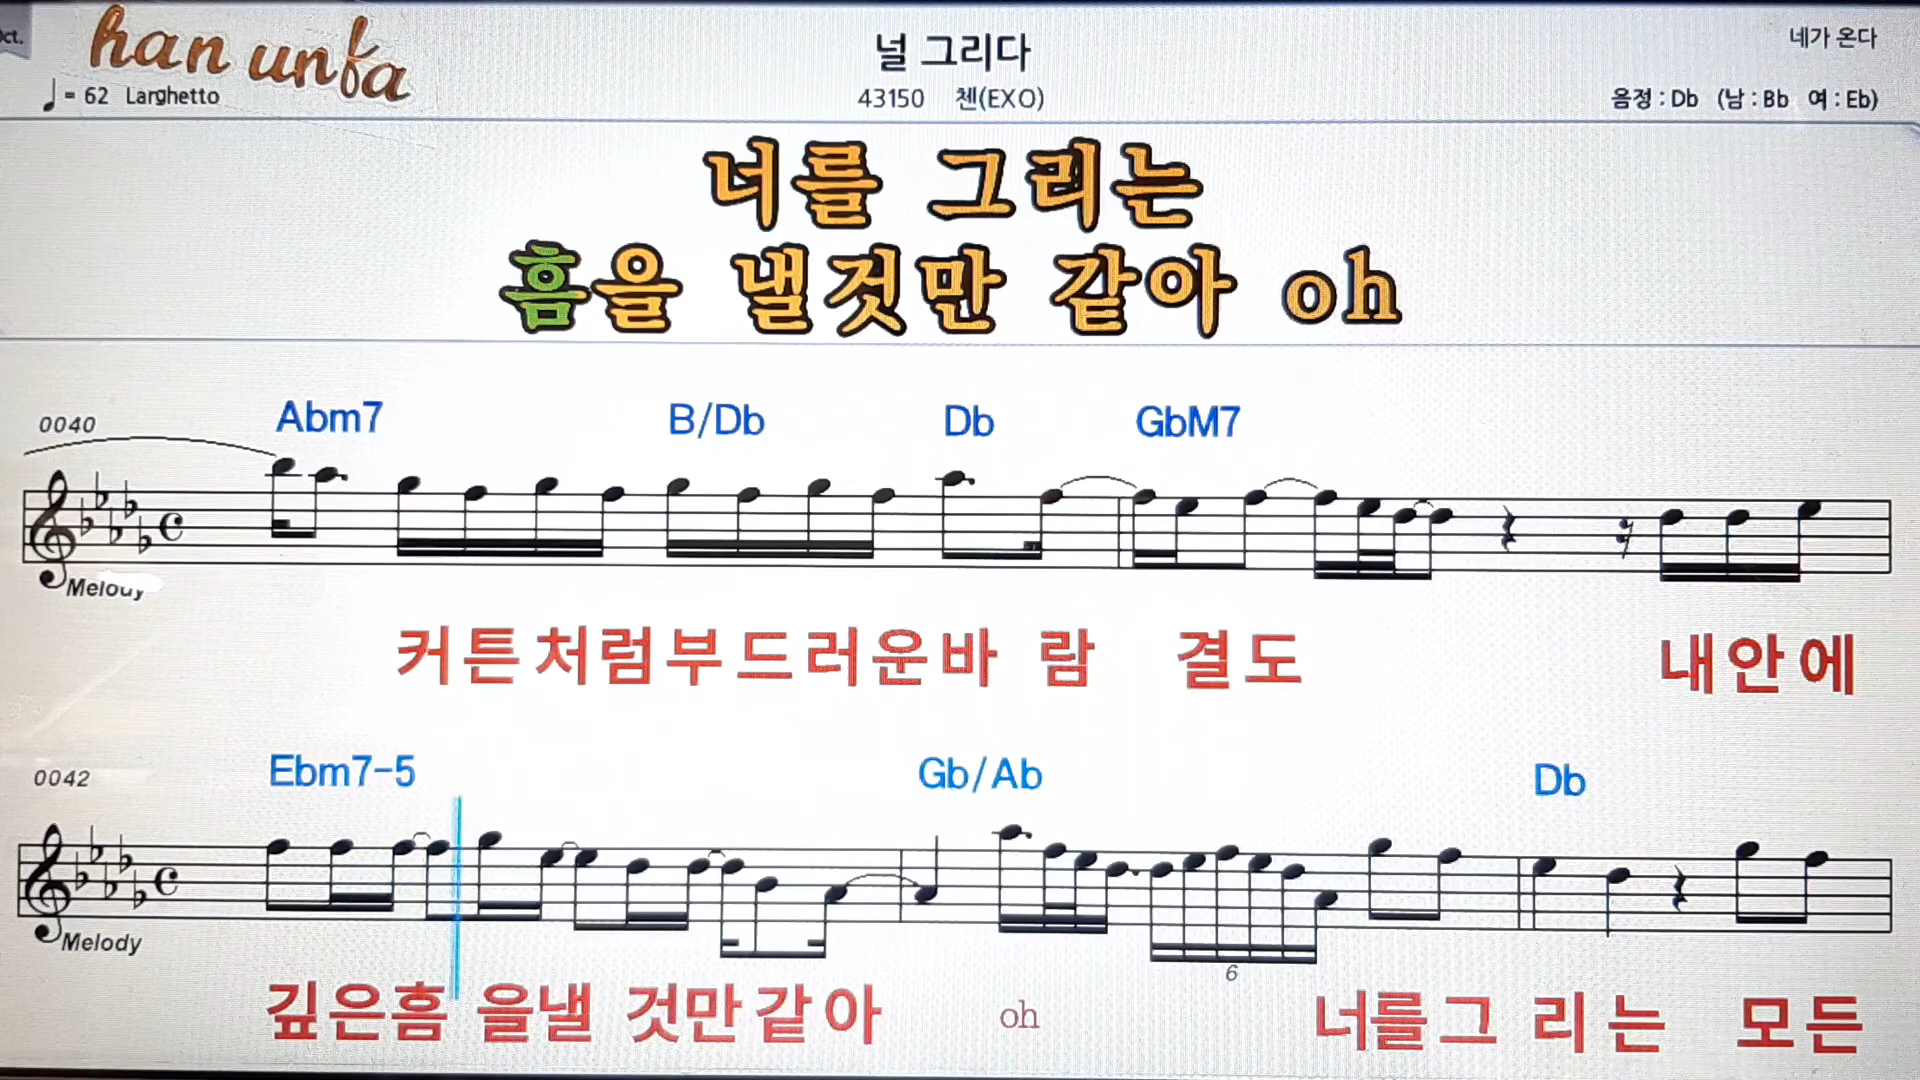 Oct.
han unfa
♩= 62 Larghetto
널 그리다
43150 첸(EXO)
네가 온다
음정 : Db (남 : Bb 여 : Eb)
너를 그리는
흠을 낼것만 같아 oh
0040 Abm7 B/Db Db GbM7
Melody
커튼처럼부드러운바 람 결도 내안에
0042 Ebm7-5 Gb/Ab Db
Melody
6
깊은흠 을낼 것만같아 oh 너를그 리는 모든